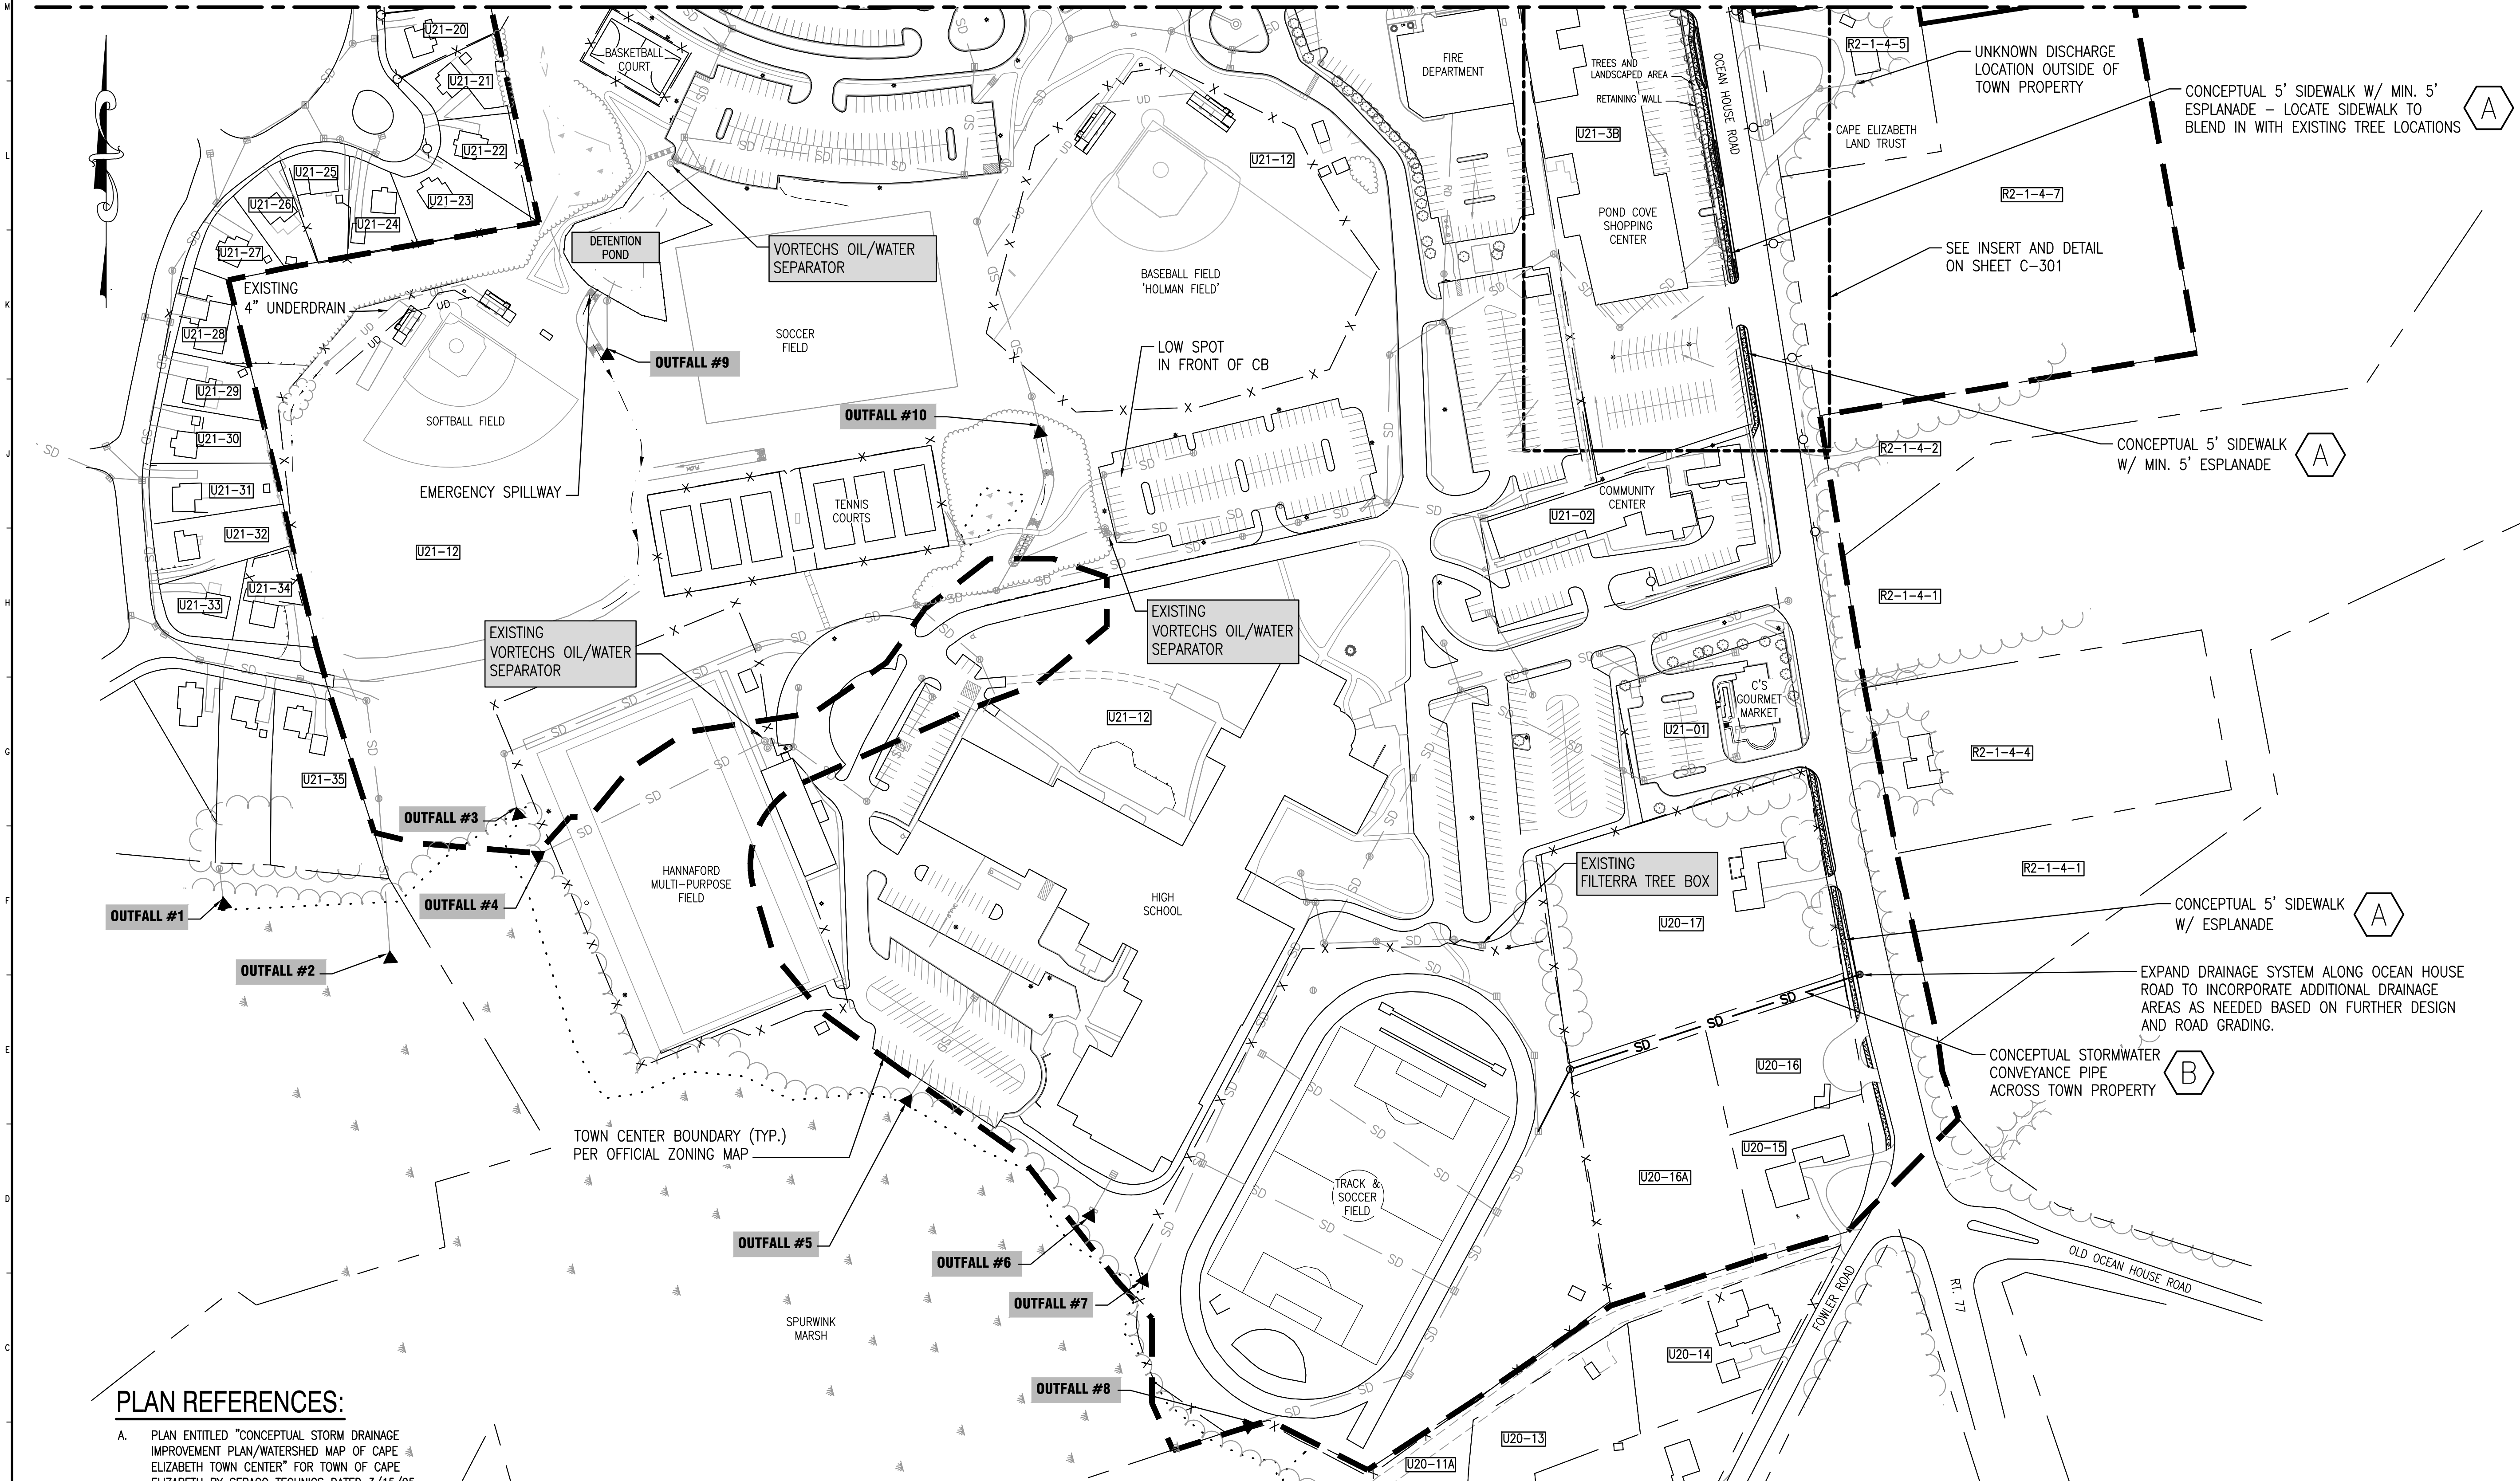 M
U21-20
BASKETBALL
COURT
U21-21
U21-22
U21-25
U21-26
U21-23
U21-24
U21-27
U21-28
U21-29
U21-30
U21-31
U21-32
U21-34
U21-33
U21-35
L
K
J
H
G
F
E
D
C
FIRE
DEPARTMENT
TREES AND
LANDSCAPED AREA
RETAINING WALL
OCEAN HOUSE ROAD
R2-1-4-5
UNKNOWN DISCHARGE
LOCATION OUTSIDE OF
TOWN PROPERTY
CONCEPTUAL 5' SIDEWALK W/ MIN. 5'
ESPLANADE – LOCATE SIDEWALK TO
BLEND IN WITH EXISTING TREE LOCATIONS
A
U21-3B
CAPE ELIZABETH
LAND TRUST
U21-12
R2-1-4-7
POND COVE
SHOPPING
CENTER
SEE INSERT AND DETAIL
ON SHEET C-301
DETENTION
POND
VORTECHS OIL/WATER
SEPARATOR
EXISTING
4" UNDERDRAIN
BASEBALL FIELD
'HOLMAN FIELD'
SOCCER
FIELD
OUTFALL #9
LOW SPOT
IN FRONT OF CB
OUTFALL #10
SOFTBALL FIELD
CONCEPTUAL 5' SIDEWALK
W/ MIN. 5' ESPLANADE
A
R2-1-4-2
EMERGENCY SPILLWAY
TENNIS
COURTS
COMMUNITY
CENTER
U21-02
U21-12
R2-1-4-1
EXISTING
VORTECHS OIL/WATER
SEPARATOR
EXISTING
VORTECHS OIL/WATER
SEPARATOR
C'S
GOURMET
MARKET
U21-12
U21-01
R2-1-4-4
OUTFALL #3
HANNAFORD
MULTI-PURPOSE
FIELD
EXISTING
FILTERRA TREE BOX
R2-1-4-1
OUTFALL #4
OUTFALL #1
HIGH
SCHOOL
U20-17
CONCEPTUAL 5' SIDEWALK
W/ ESPLANADE
A
OUTFALL #2
EXPAND DRAINAGE SYSTEM ALONG OCEAN HOUSE
ROAD TO INCORPORATE ADDITIONAL DRAINAGE
AREAS AS NEEDED BASED ON FURTHER DESIGN
AND ROAD GRADING.
SD
SD
SD
U20-16
CONCEPTUAL STORMWATER
CONVEYANCE PIPE
ACROSS TOWN PROPERTY
B
TOWN CENTER BOUNDARY (TYP.)
PER OFFICIAL ZONING MAP
U20-15
U20-16A
TRACK &
SOCCER
FIELD
OUTFALL #5
OUTFALL #6
OUTFALL #7
OLD OCEAN HOUSE ROAD
RT. 77
FOWLER ROAD
SPURWINK
MARSH
U20-14
OUTFALL #8
U20-13
U20-11A
PLAN REFERENCES:
A. PLAN ENTITLED "CONCEPTUAL STORM DRAINAGE
IMPROVEMENT PLAN/WATERSHED MAP OF CAPE
ELIZABETH TOWN CENTER" FOR TOWN OF CAPE
ELIZABETH BY SEBAGO TECHNICS DATED 3/15/95